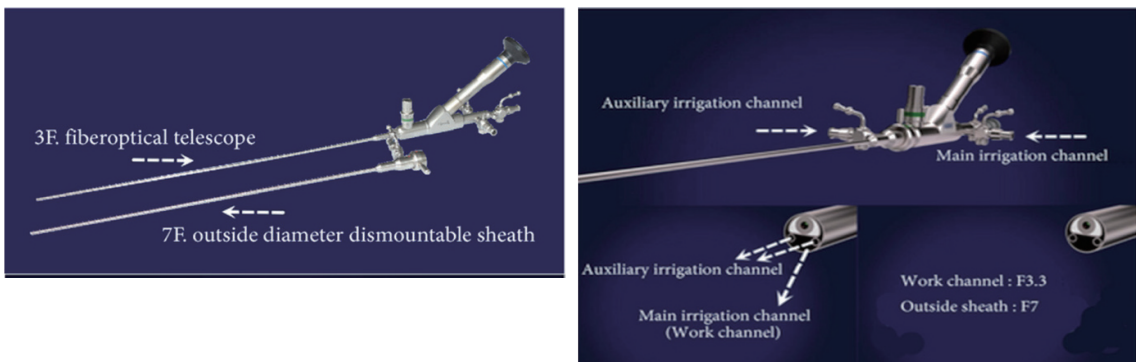 3F. fiberoptical telescope
7F. outside diameter dismountable sheath
Auxiliary irrigation channel
Main irrigation channel
Auxiliary irrigation channel
Main irrigation channel
(Work channel)
Work channel : F3.3
Outside sheath : F7